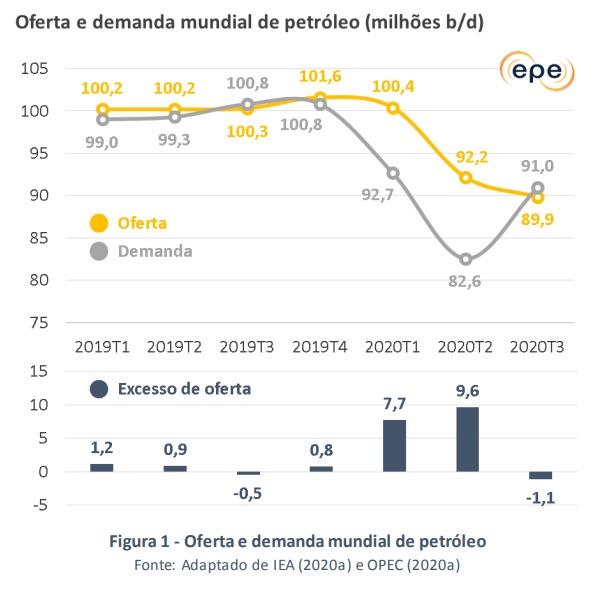 Oferta e demanda mundial de petróleo (milhões b/d)
epe
105
100,2 100,2 100,8 101,6 100,4
100
99,0 99,3 100,3 100,8
95
92,7 92,2 91,0
90
89,9
Oferta
85
Demanda
82,6
80
75
2019T1 2019T2 2019T3 2019T4 2020T1 2020T2 2020T3
15
Excesso de oferta
10
7,7 9,6
5
1,2 0,9 0,8
0
-0,5 -1,1
-5
Figura 1 - Oferta e demanda mundial de petróleo
Fonte: Adaptado de IEA (2020a) e OPEC (2020a)